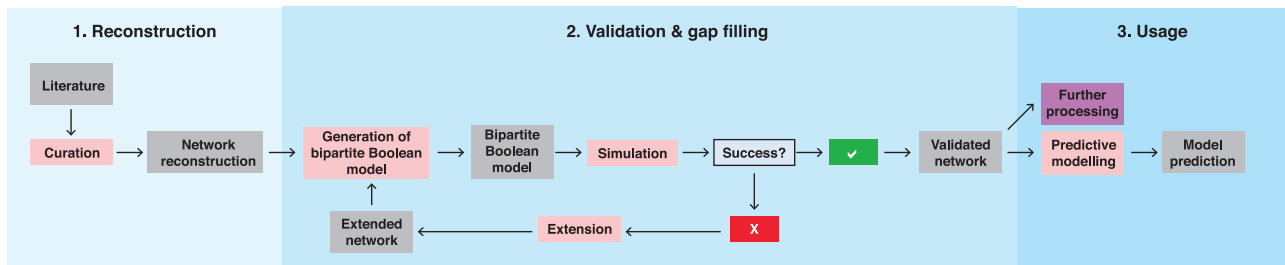 1. Reconstruction
2. Validation & gap filling
3. Usage
Literature
Curation
Network
reconstruction
Generation of
bipartite Boolean
model
Bipartite
Boolean
model
Simulation
Success?
✓
Validated
network
Further
processing
Predictive
modelling
Model
prediction
Extended
network
Extension
X